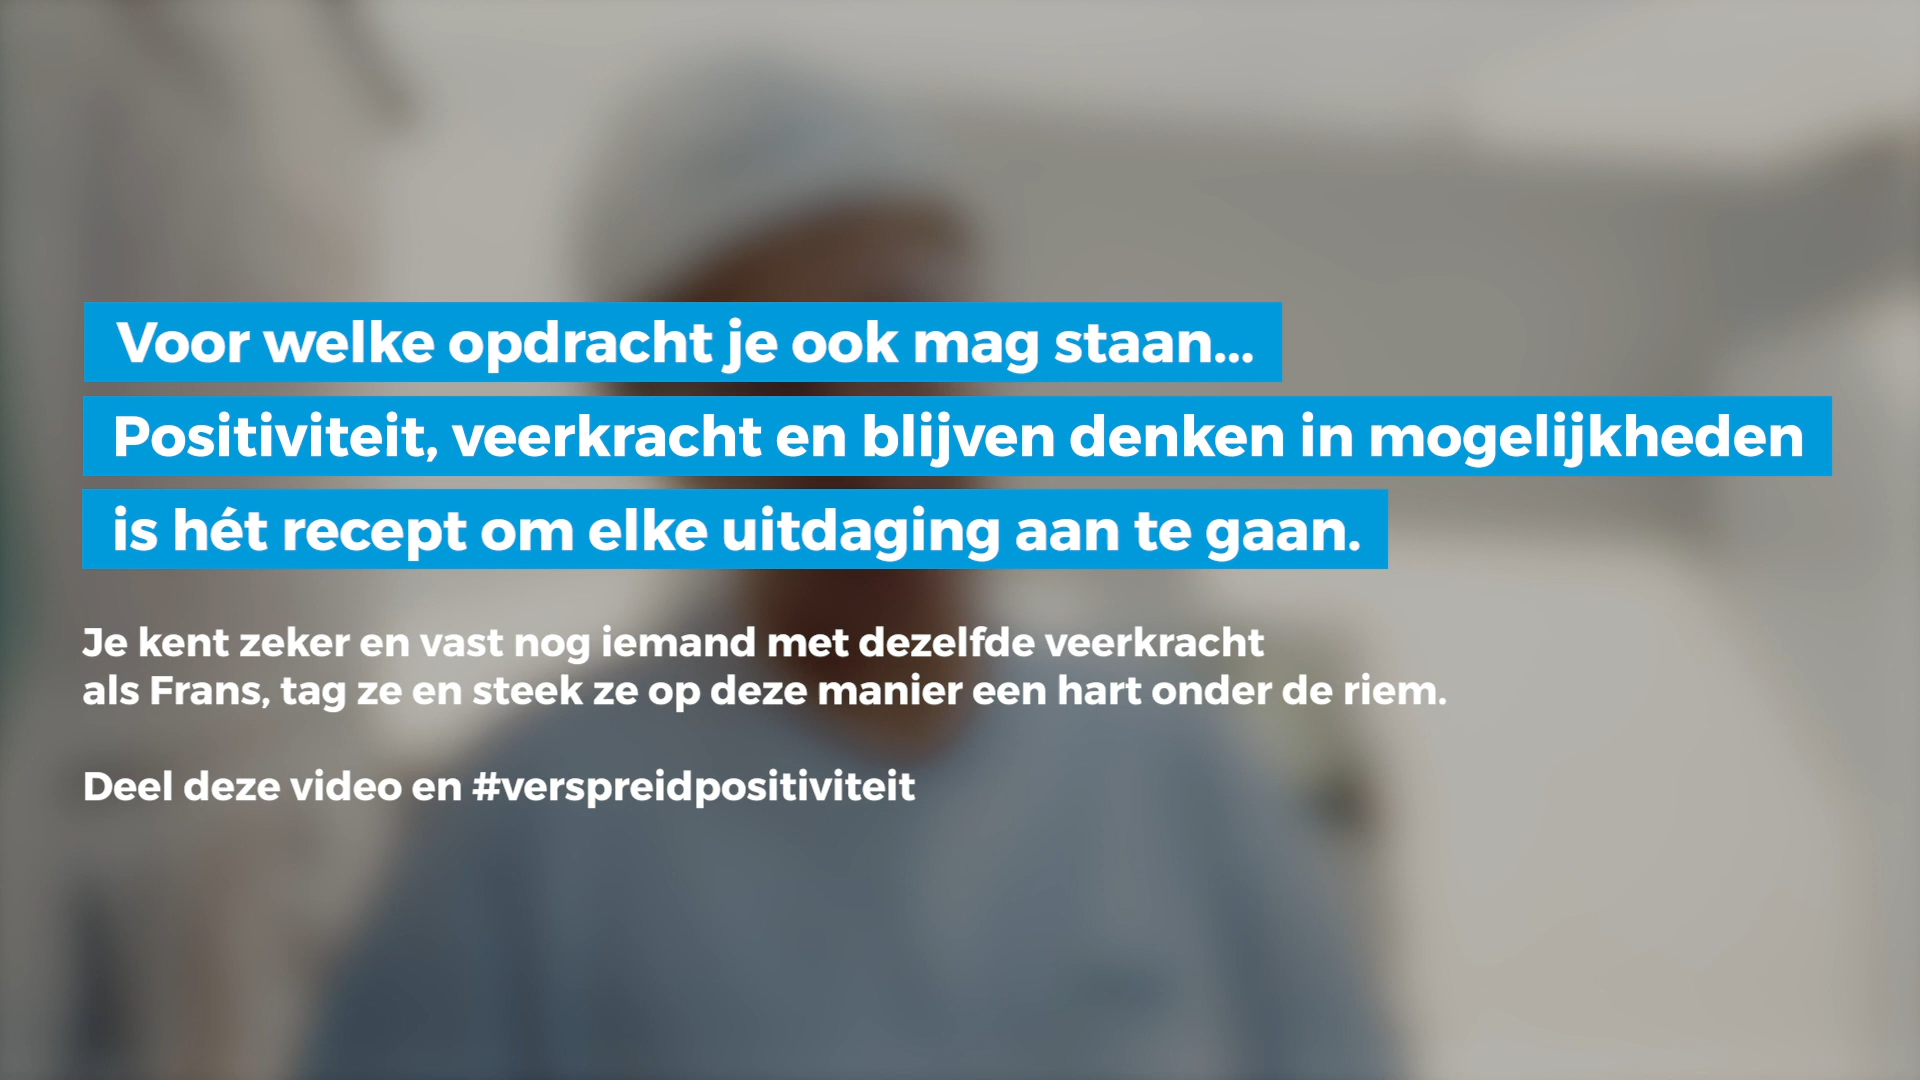 Voor welke opdracht je ook mag staan...
Positiviteit, veerkracht en blijven denken in mogelijkheden
is hét recept om elke uitdaging aan te gaan.
Je kent zeker en vast nog iemand met dezelfde veerkracht
als Frans, tag ze en steek ze op deze manier een hart onder de riem.
Deel deze video en #verspreidpositiviteit